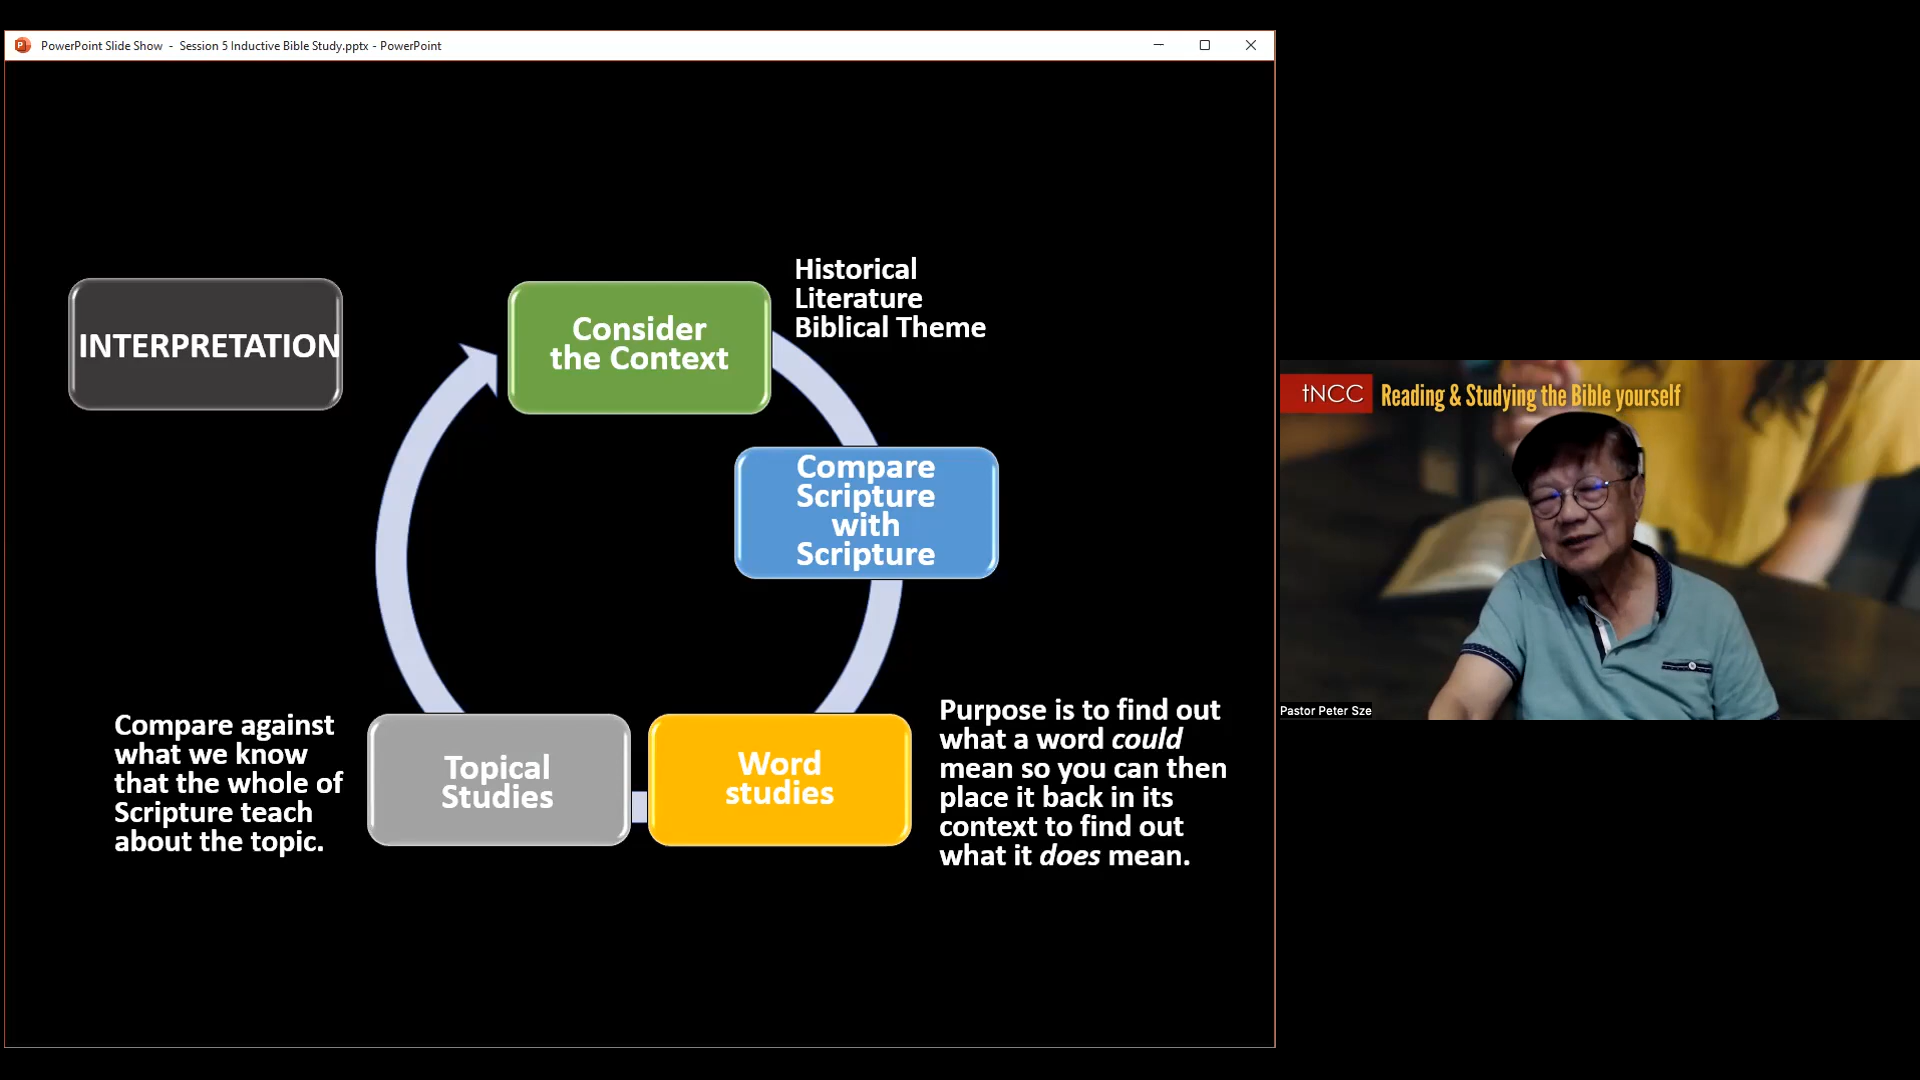 PowerPoint Slide Show - Session 5 Inductive Bible Study.pptx - PowerPoint
INTERPRETATION
Consider
the Context
Historical
Literature
Biblical Theme
Compare
Scripture
with
Scripture
Word
studies
Purpose is to find out
what a word could
mean so you can then
place it back in its
context to find out
what it does mean.
Topical
Studies
Compare against
what we know
that the whole of
Scripture teach
about the topic.
tNCC
Reading & Studying the Bible yourself
Pastor Peter Sze